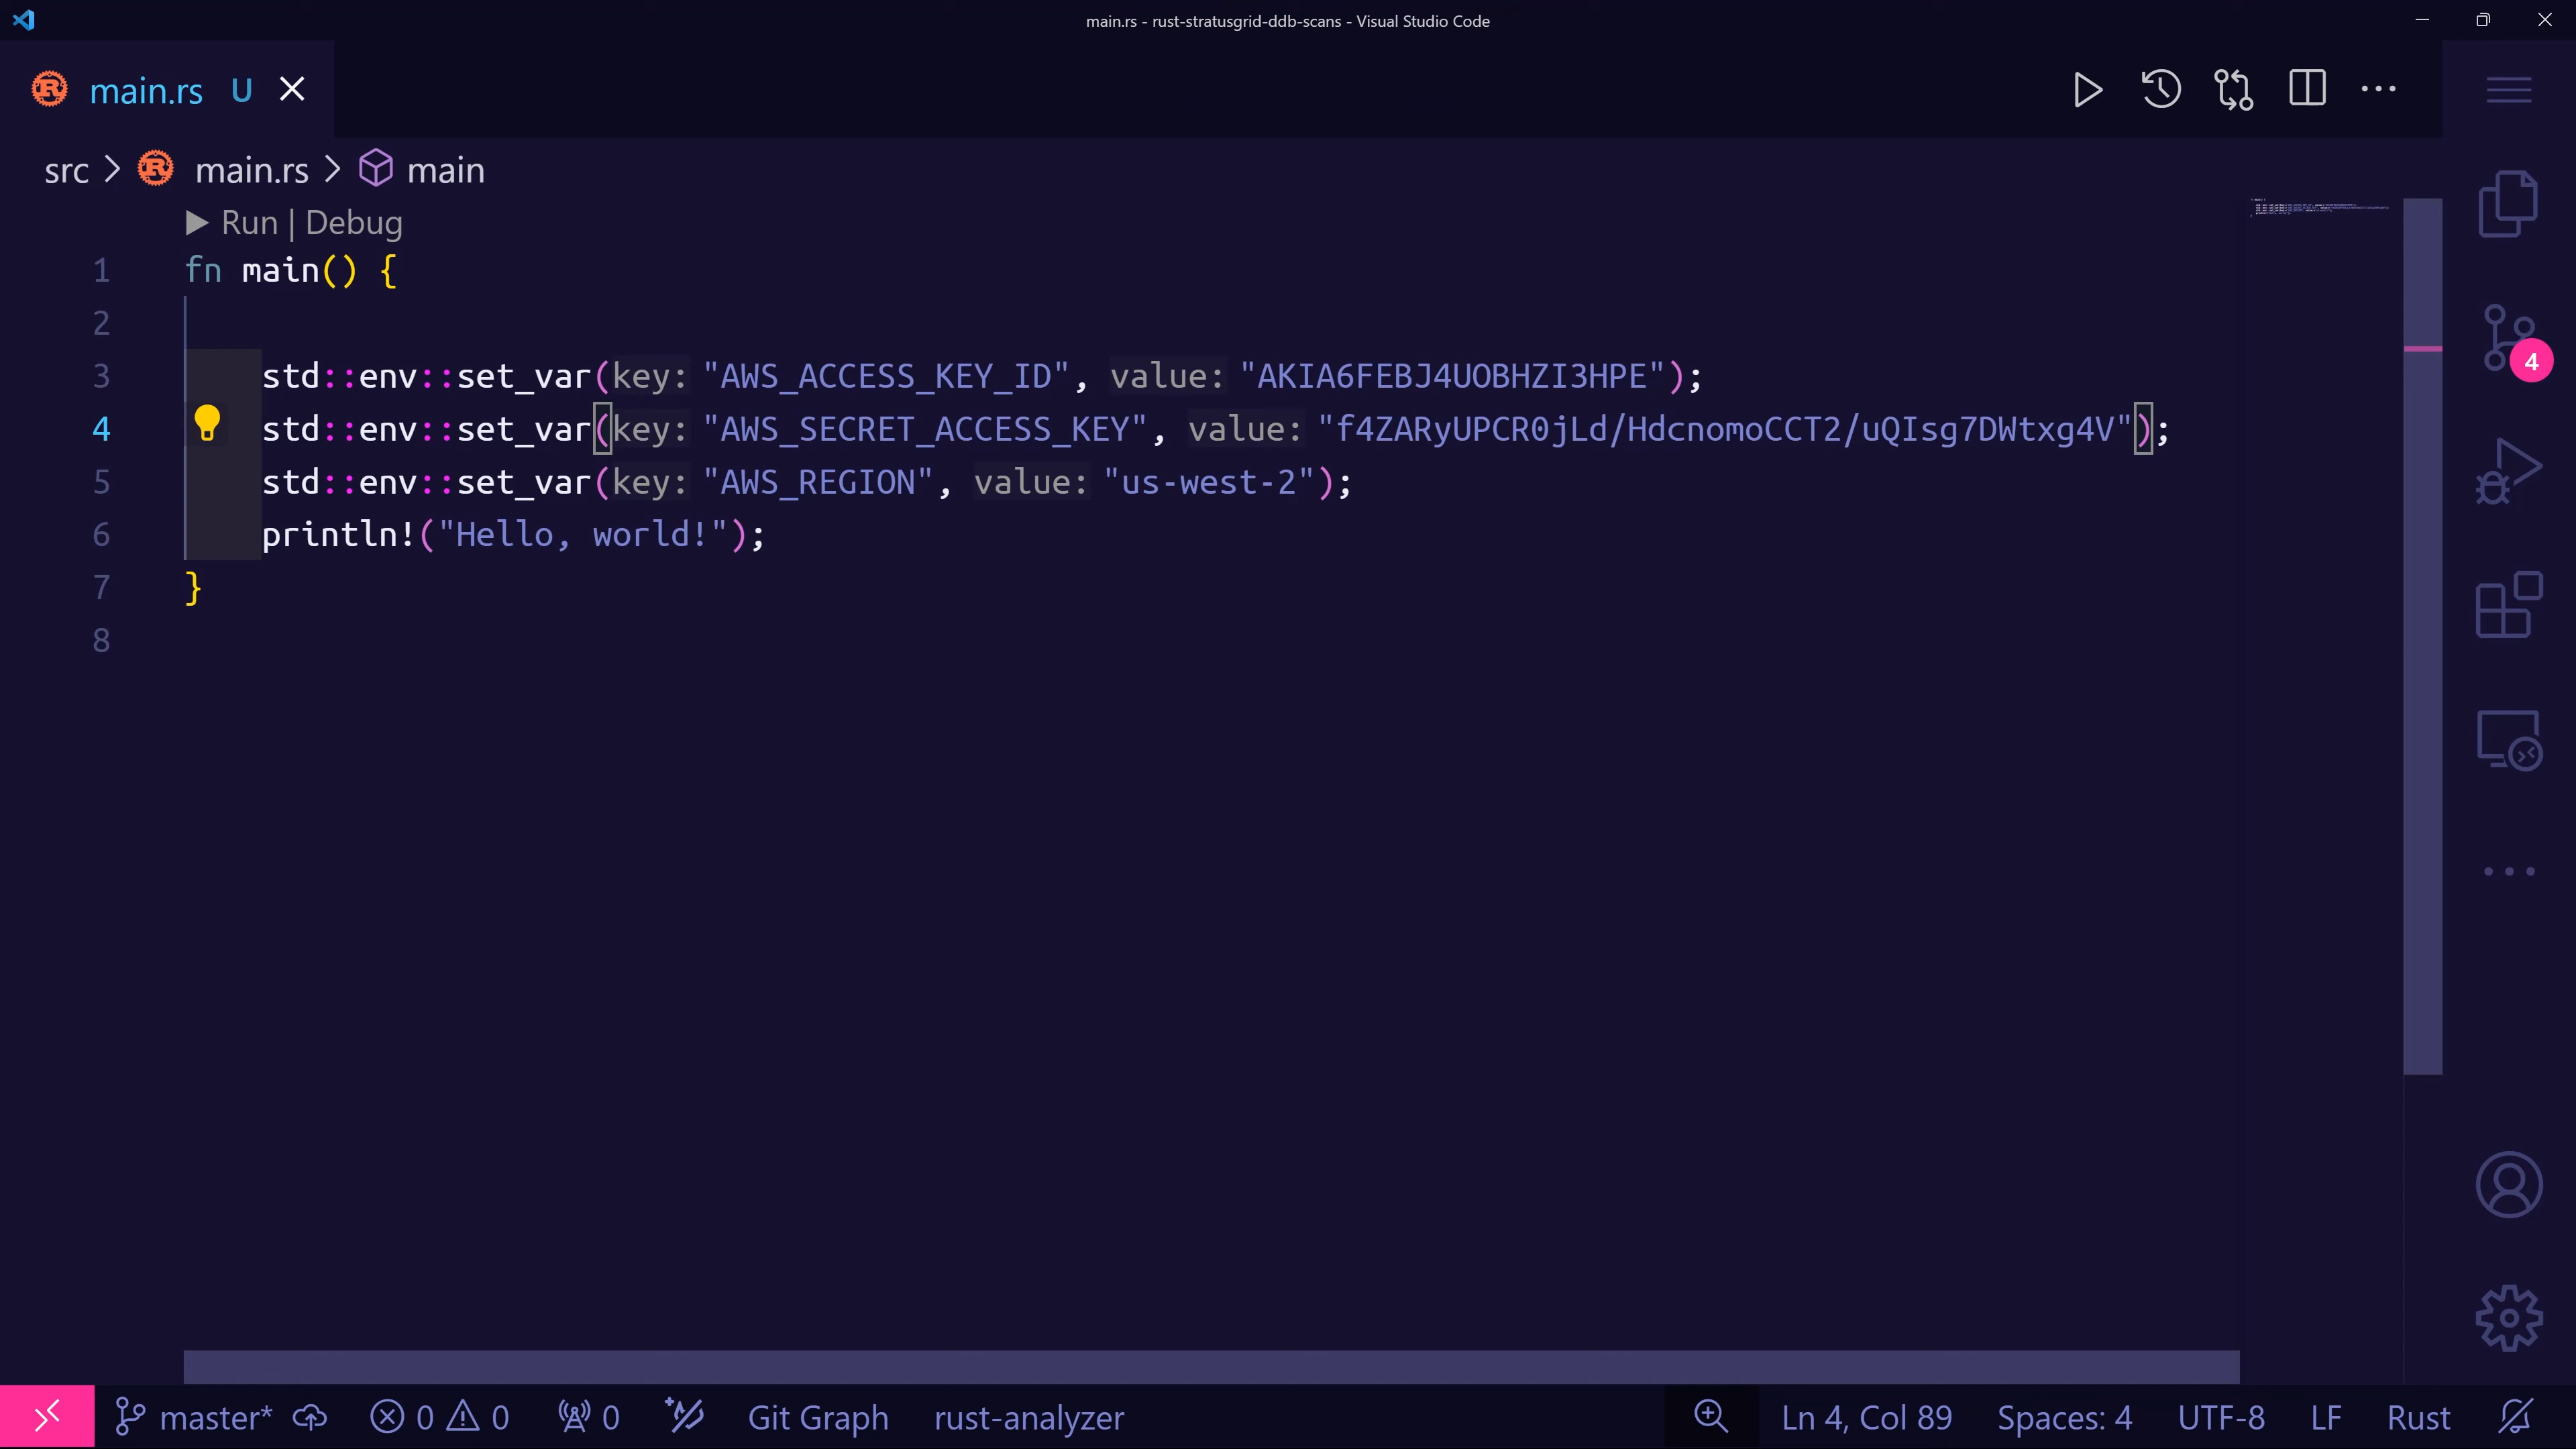 main.rs - rust-stratusgrid-ddb-scans - Visual Studio Code
main.rs U
src > main.rs > main
Run | Debug
1 fn main() {
2
3 std::env::set_var(key: "AWS_ACCESS_KEY_ID", value: "AKIA6FEBJ4UOBHZI3HPE");
4 std::env::set_var(key: "AWS_SECRET_ACCESS_KEY", value: "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");
5 std::env::set_var(key: "AWS_REGION", value: "us-west-2");
6 println!("Hello, world!");
7 }
8
4
master* 0 0 0 Git Graph rust-analyzer Ln 4, Col 89 Spaces: 4 UTF-8 LF Rust